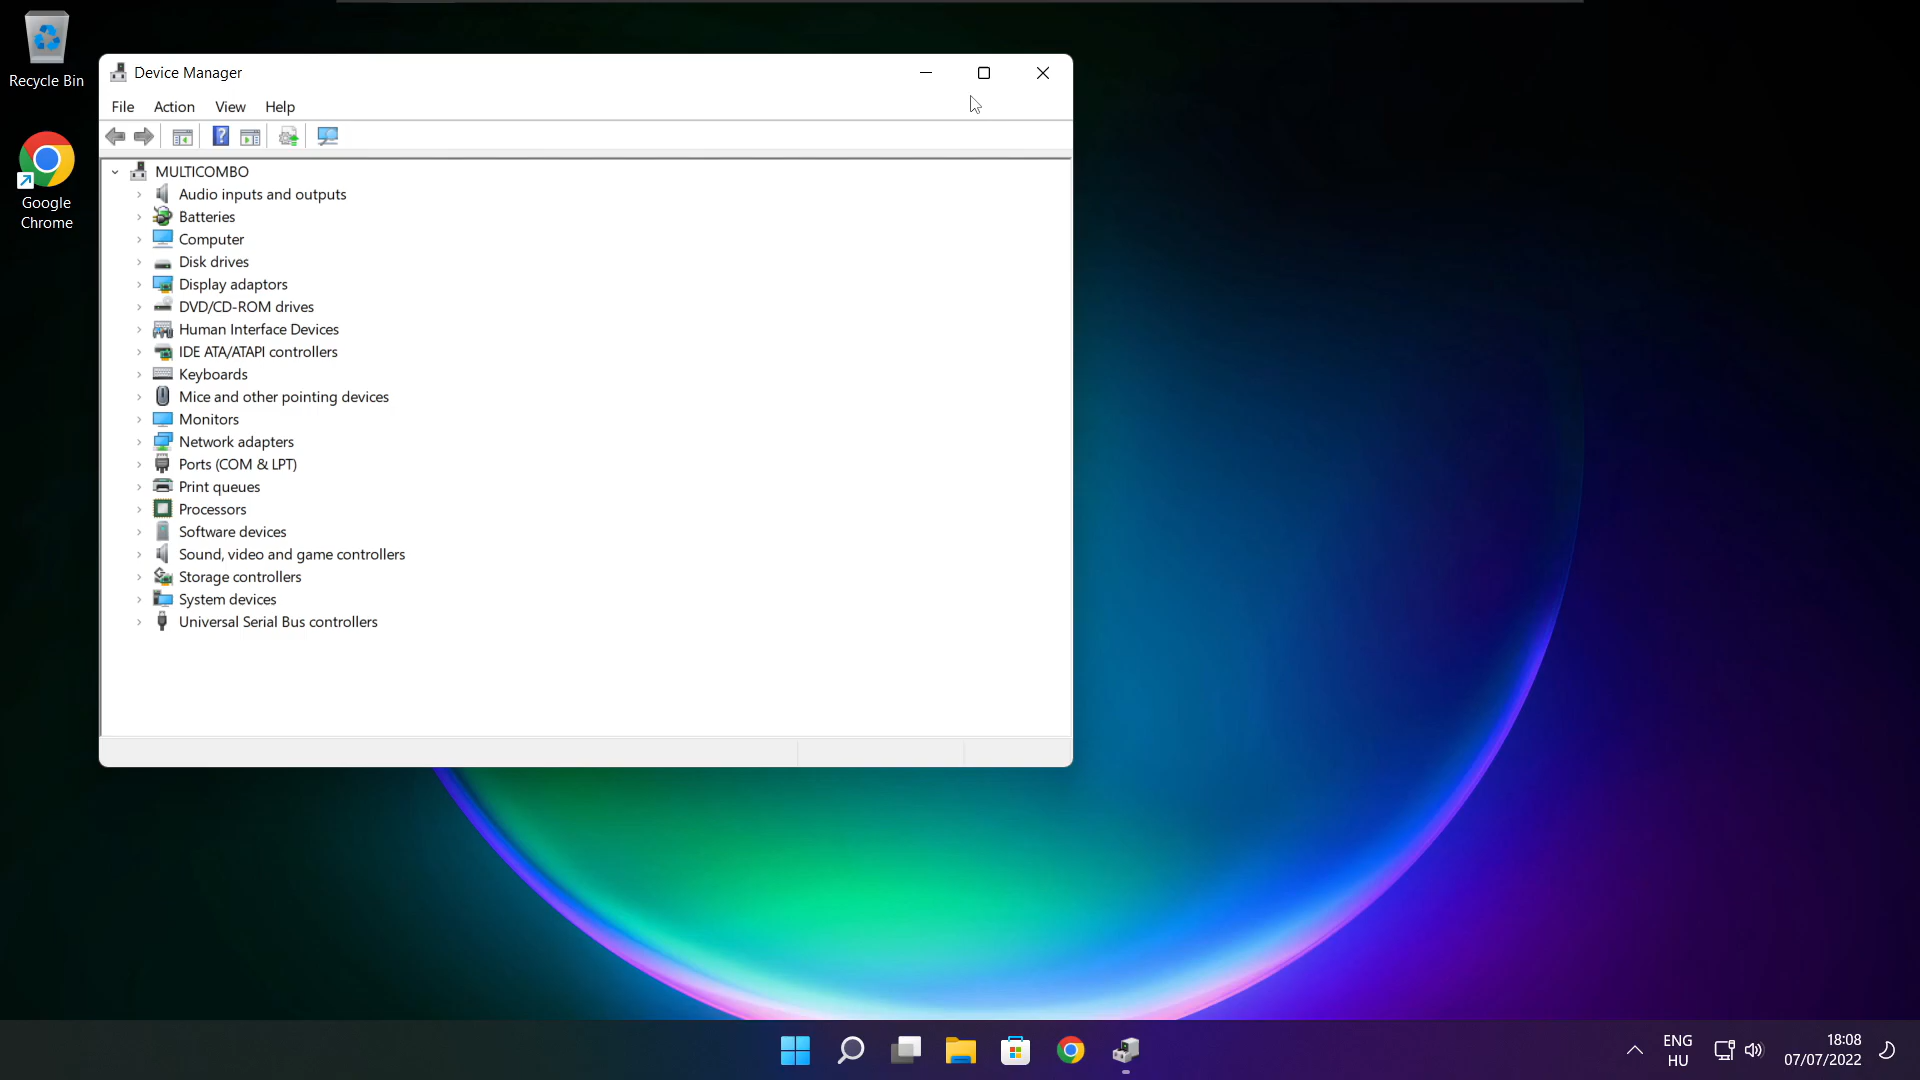 Recycle Bin
Google
Chrome
Device Manager
File Action View Help
?
MULTICOMBO
Audio inputs and outputs
Batteries
Computer
Disk drives
Display adaptors
DVD/CD-ROM drives
Human Interface Devices
IDE ATA/ATAPI controllers
Keyboards
Mice and other pointing devices
Monitors
Network adapters
Ports (COM & LPT)
Print queues
Processors
Software devices
Sound, video and game controllers
Storage controllers
System devices
Universal Serial Bus controllers
ENG
HU
18:08
07/07/2022